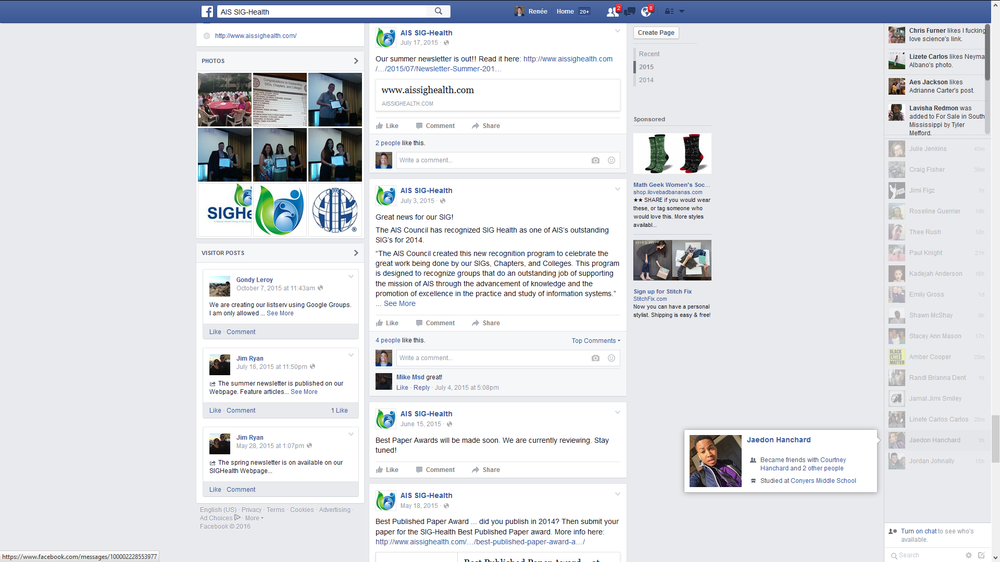 AIS SIG-Health
Renée
Home 20+
2
8
http://www.aissighealth.com/
PHOTOS
Congratulations to Outstanding
SIGs, Chapters, and Colleges
SIGHe
VISITOR POSTS
Gondy Leroy
October 7, 2015 at 11:43am
We are creating our listserv using Google Groups.
I am only allowed ... See More
Like · Comment
Jim Ryan
July 16, 2015 at 11:50pm
The summer newsletter is published on our
Webpage. Feature articles... See More
Like · Comment
1 Like
Jim Ryan
May 28, 2015 at 1:07pm
The spring newsletter is on available on our
SIGHealth Webpage...
Like · Comment
English (US) · Privacy · Terms · Cookies · Advertising ·
Ad Choices · More
Facebook © 2016
https://www.facebook.com/messages/100002228553977
AIS SIG-Health
July 17, 2015 ·
Our summer newsletter is out!! Read it here: http://www.aissighealth.com
/…/2015/07/Newsletter-Summer-201…
www.aissighealth.com
AISSIGHEALTH.COM
Like Comment Share
2 people like this.
Write a comment...
AIS SIG-Health
July 3, 2015 ·
Great news for our SIG!
The AIS Council has recognized SIG Health as one of AIS's outstanding
SIG's for 2014.
“The AIS Council created this new recognition program to celebrate the
great work being done by our SIGs, Chapters, and Colleges. This program
is designed to recognize groups that do an outstanding job of supporting
the mission of AIS through the advancement of knowledge and the
promotion of excellence in the practice and study of information systems.”
... See More
Like Comment Share
4 people like this.
Top Comments
Write a comment...
Mike Msd great!
Like · Reply · July 4, 2015 at 5:08pm
AIS SIG-Health
June 15, 2015 ·
Best Paper Awards will be made soon. We are currently reviewing. Stay
tuned!
Like Comment Share
AIS SIG-Health
May 18, 2015 ·
Best Published Paper Award ... did you publish in 2014? Then submit your
paper for the SIG-Health Best Published Paper award. More info here:
http://www.aissighealth.com/…/best-published-paper-award-a…/
Best Published Paper Award – at
Create Page
Recent
2015
2014
Sponsored
Math Geek Women's Soc...
shop.ilovebadbananas.com
★★ SHARE if you would wear
these, or tag someone who
would love this. More styles
availabl...
STITCH FIX
Sign up for Stitch Fix
StitchFix.com
Now you can have a personal
stylist. Shipping is easy & free!
Jaedon Hanchard
Became friends with Courtney
Hanchard and 2 other people
Studied at Conyers Middle School
Chris Furner likes I fucking
love science's link.
Lizete Carlos likes Neyma
Albano's photo.
Aes Jackson likes
Adrianne Carter's post.
Lavisha Redmon was
added to For Sale in South
Mississippi by Tyler
Mefford.
Julie Jenkins 45m
Craig Fisher 39m
Jimi Figz 1h
Roseline Guerrier 19h
Thee Rush 18h
Paul Knight 21h
Kadejah Anderson 16h
Emily Gross 1d
Shawn McShay 9h
Stacey Ann Mason 17h
BLACK
LIVES
MATTER
Amber Cooper 20m
Randl Brianna Dent 1h
Jamal Jimi Smiley
Linete Carlos Carlos 20m
Jaedon Hanchard 1h
Jordan Johnally 15h
Turn on chat to see who's
available.
Search